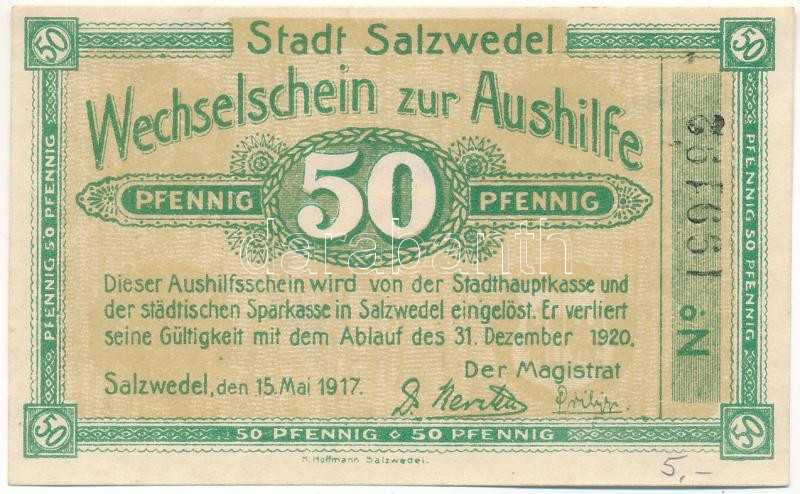 50
50
Stadt Salzwedel
Wechselschein zur Aushilfe
PFENNIG 50 PFENNIG
Dieser Aushilfsschein wird von der Stadthauptkasse und
der städtischen Sparkasse in Salzwedel eingelöst. Er verliert
seine Gültigkeit mit dem Ablauf des 31. Dezember 1920.
Der Magistrat
Salzwedel, den 15. Mai 1917.
No
PFENNIG 50 PFENNIG
PFENNIG 50 PFENNIG
50
50 PFENNIG 50 PFENNIG
50
H. Hoffmann Salzwedel.
5,-
darabanth